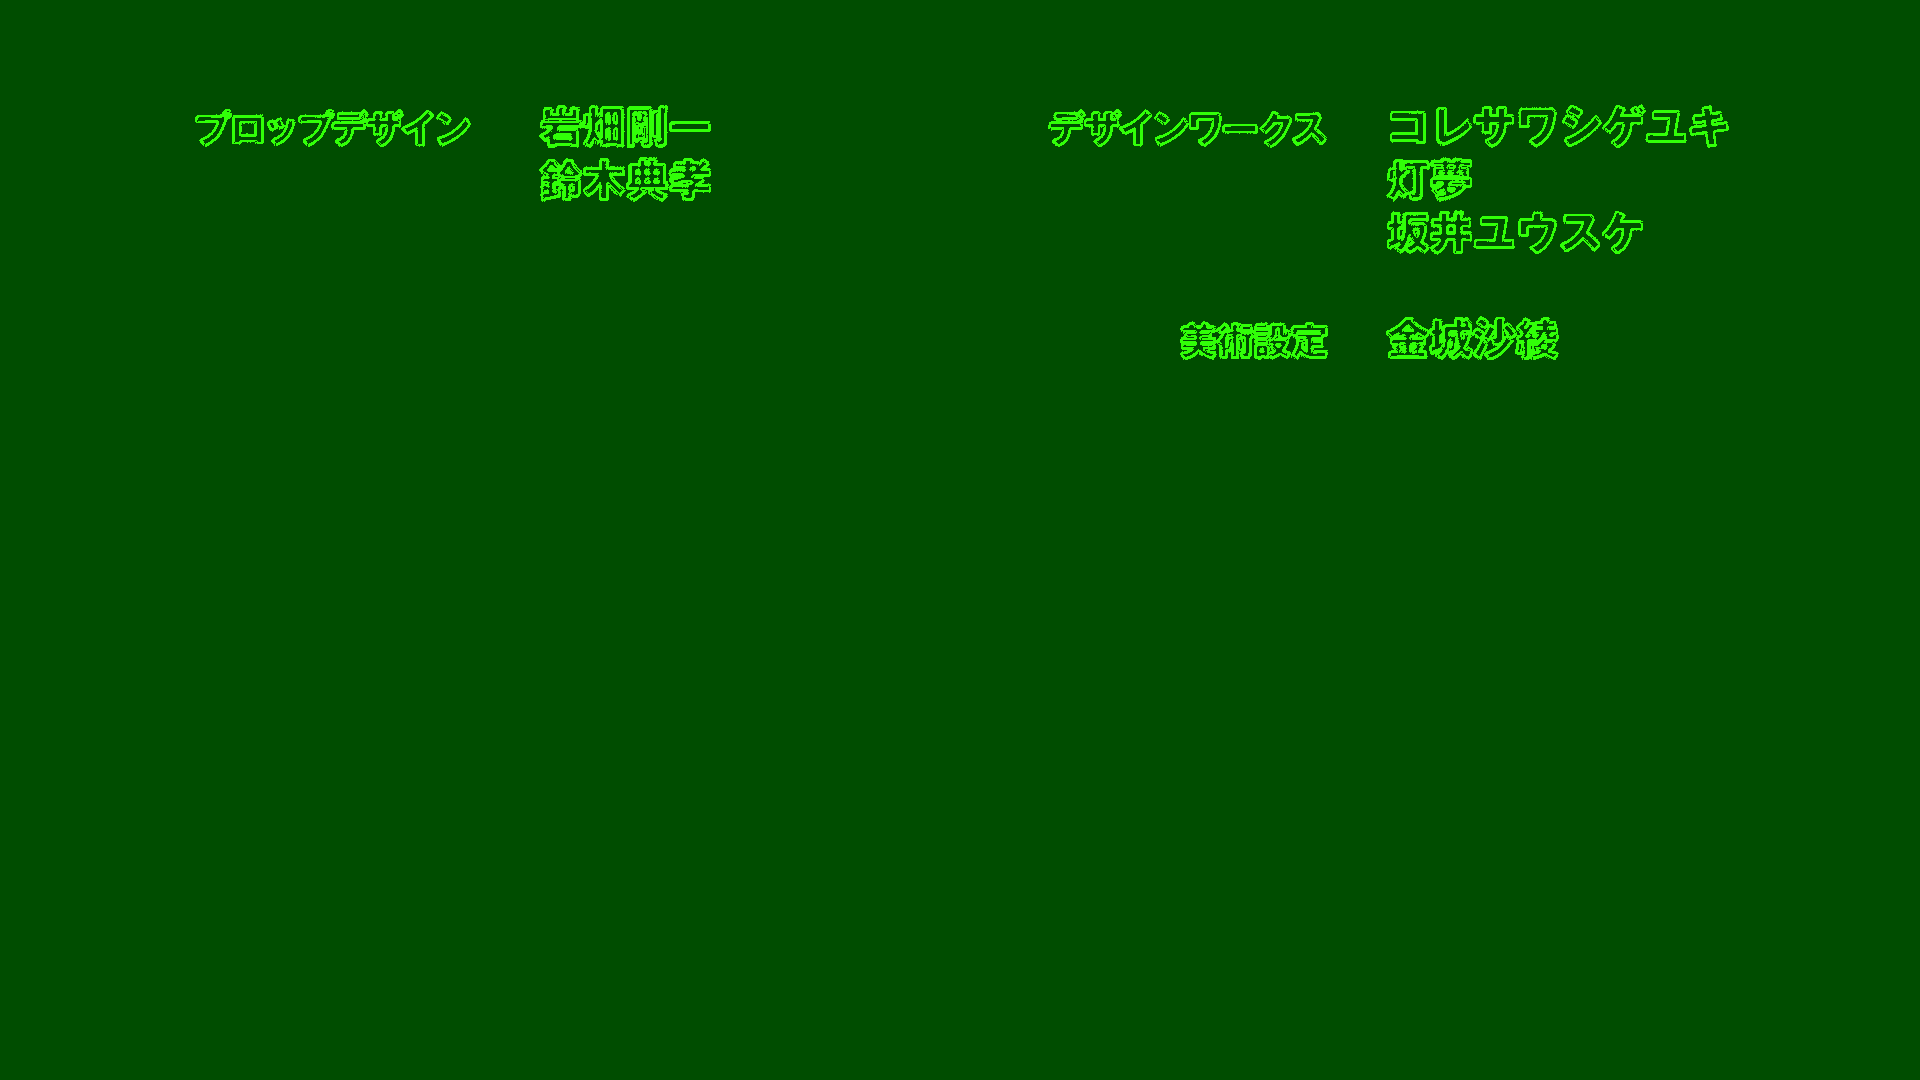 プロップデザイン 岩畑剛一
鈴木典孝
デザインワークス コレサワシゲユキ
灯夢
坂井ユウスケ
美術設定 金城沙綾